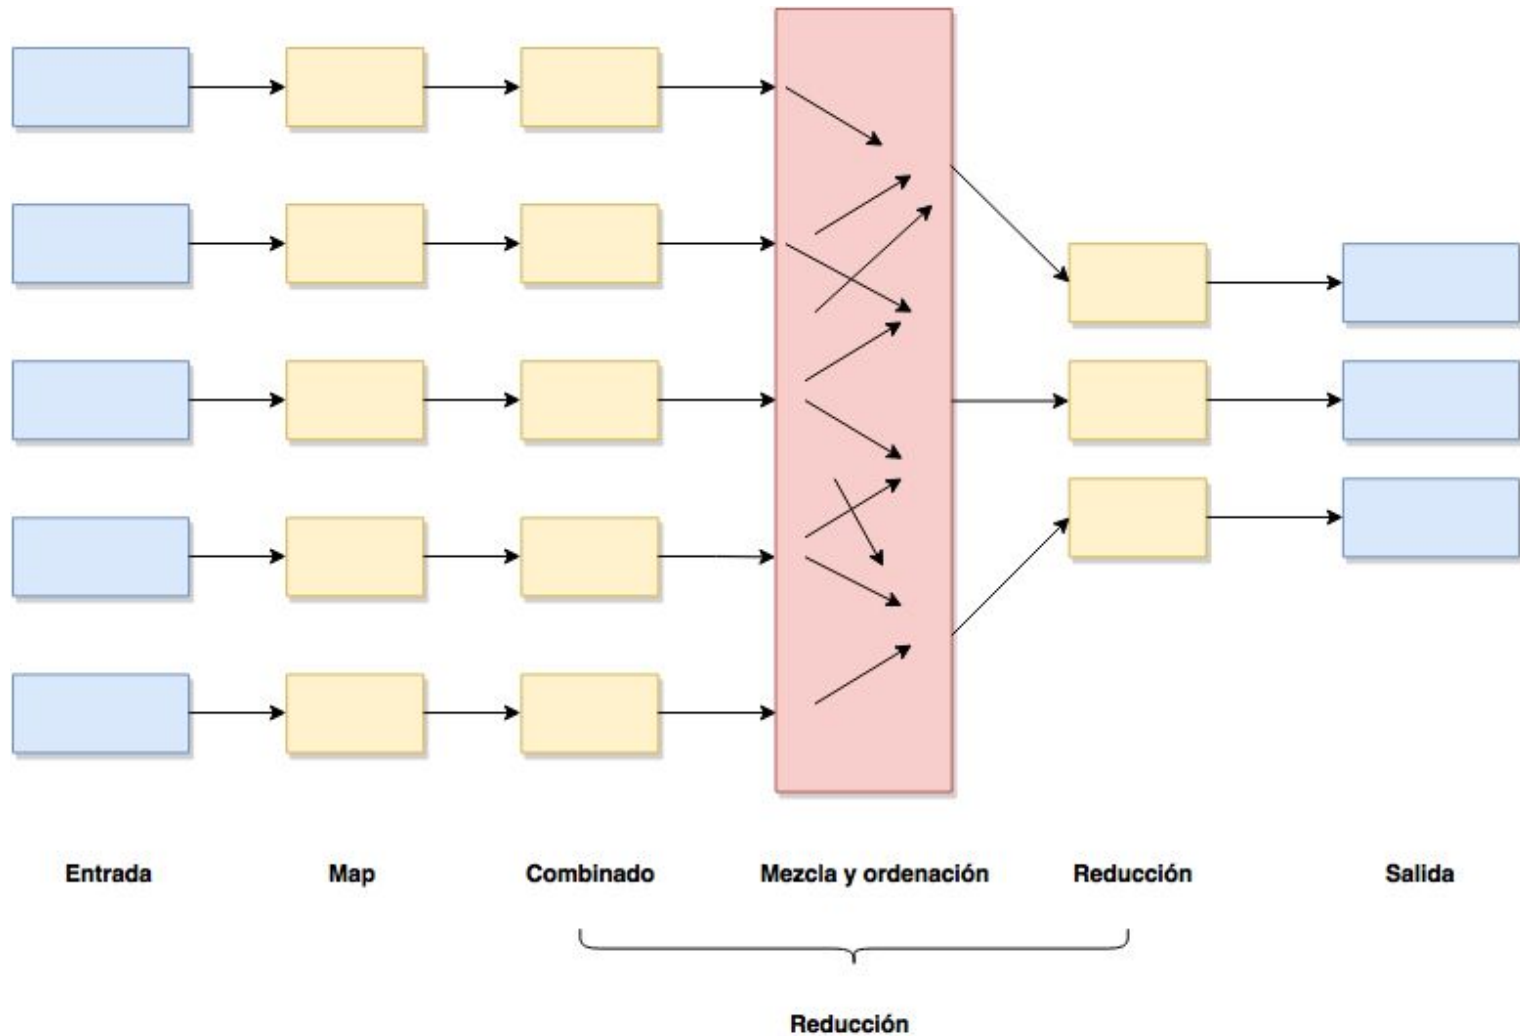 Entrada
Map
Combinado
Mezcla y ordenación
Reducción
Salida
Reducción